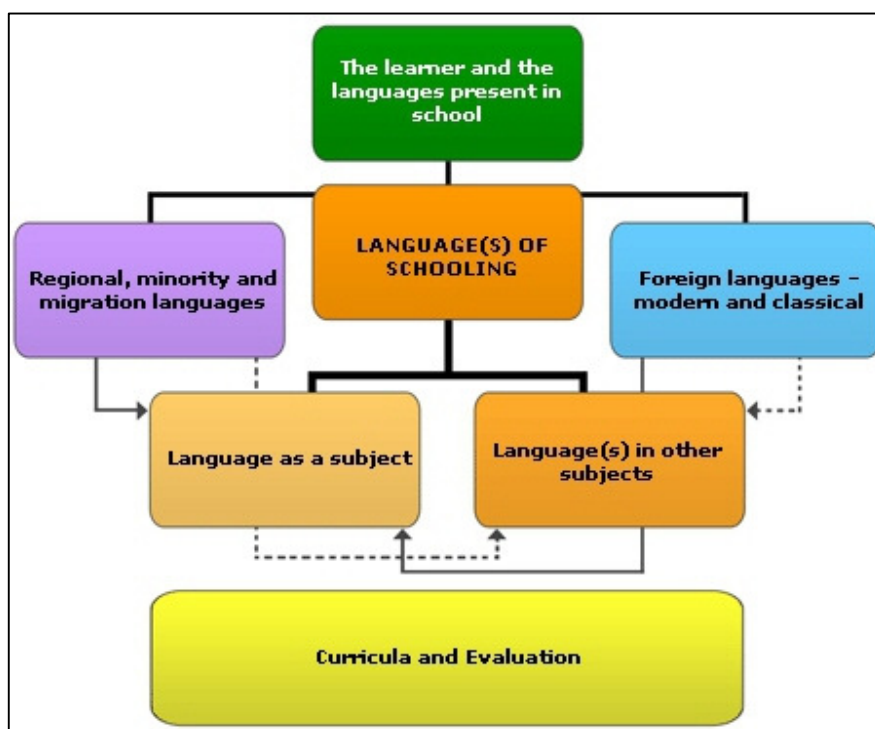 The learner and the
languages present in
school
LANGUAGE(S) OF
SCHOOLING
Regional, minority and
migration languages
Foreign languages –
modern and classical
Language as a subject
Language(s) in other
subjects
Curricula and Evaluation